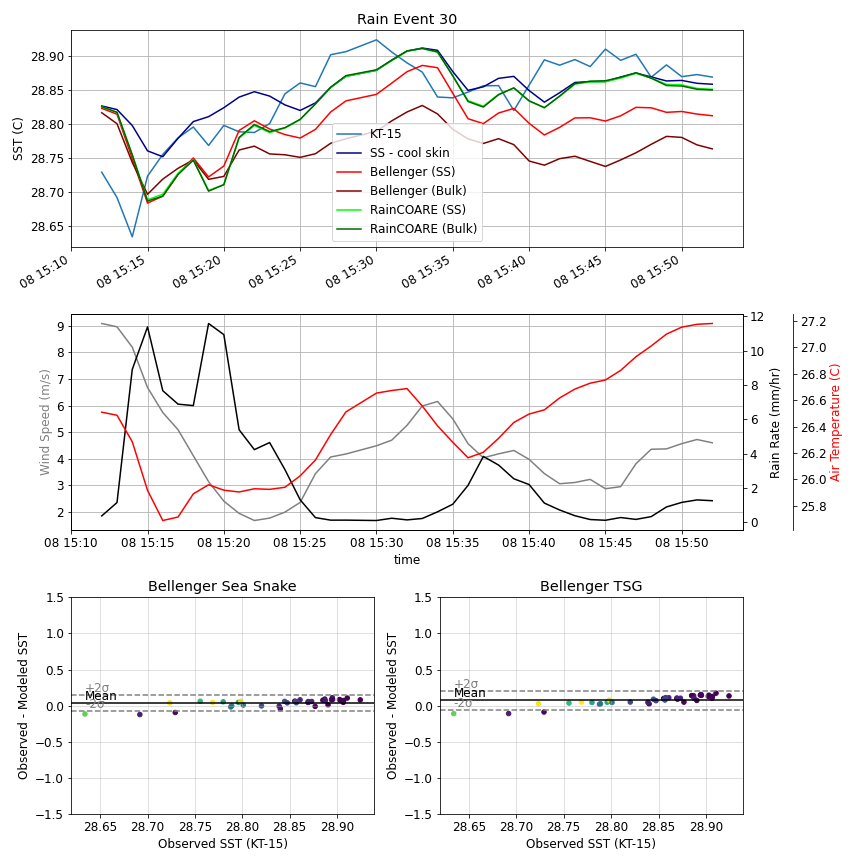 Rain Event 30
SST (C)
28.90
28.85
28.80
28.75
28.70
28.65
KT-15
SS - cool skin
Bellenger (SS)
Bellenger (Bulk)
RainCOARE (SS)
RainCOARE (Bulk)
08 15:10 08 15:15 08 15:20 08 15:25 08 15:30 08 15:35 08 15:40 08 15:45 08 15:50
Wind Speed (m/s)
9
8
7
6
5
4
3
2
12
10
8
6
4
2
0
Rain Rate (mm/hr)
27.2
27.0
26.8
26.6
26.4
26.2
26.0
25.8
Air Temperature (C)
08 15:10 08 15:15 08 15:20 08 15:25 08 15:30 08 15:35 08 15:40 08 15:45 08 15:50
time
Bellenger Sea Snake
Observed - Modeled SST
1.5
1.0
0.5
0.0
−0.5
−1.0
−1.5
+2σ
Mean
-2σ
28.65 28.70 28.75 28.80 28.85 28.90
Observed SST (KT-15)
Bellenger TSG
Observed - Modeled SST
1.5
1.0
0.5
0.0
−0.5
−1.0
−1.5
+2σ
Mean
-2σ
28.65 28.70 28.75 28.80 28.85 28.90
Observed SST (KT-15)